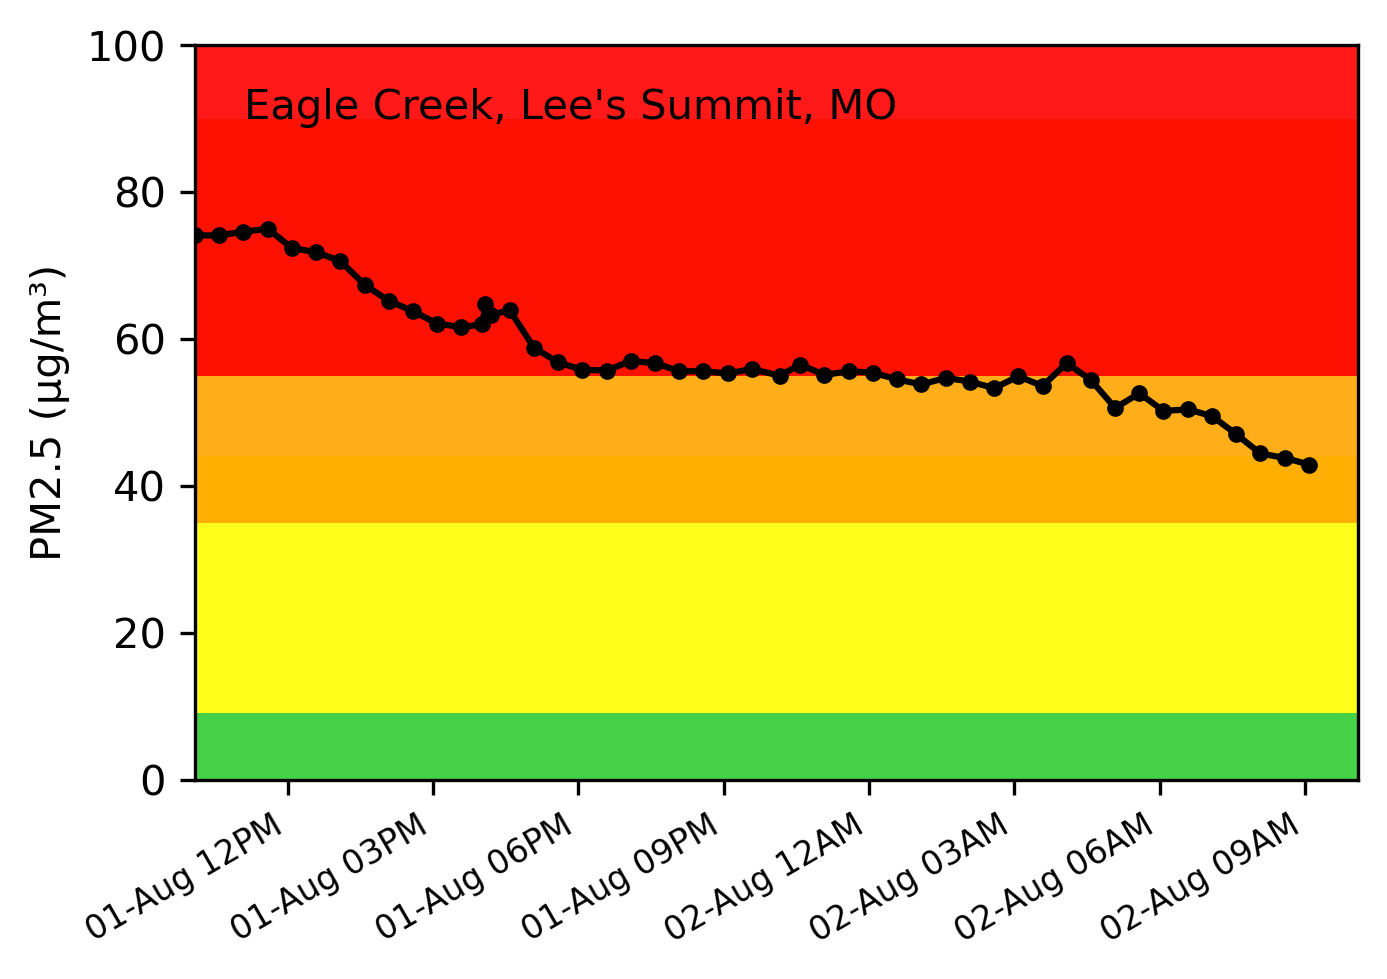 100
Eagle Creek, Lee's Summit, MO
80
60
40
20
0
PM2.5 (µg/m³)
01-Aug 12PM
01-Aug 03PM
01-Aug 06PM
01-Aug 09PM
02-Aug 12AM
02-Aug 03AM
02-Aug 06AM
02-Aug 09AM